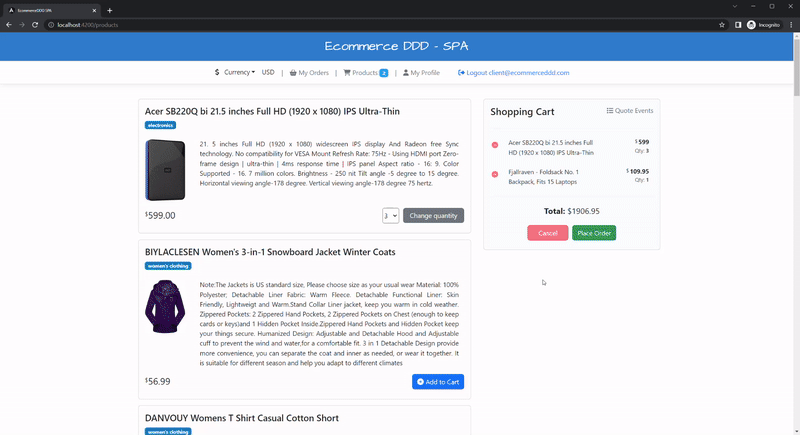 EcommerceDDD SPA
localhost:4200/products
Incognito
Ecommerce DDD - SPA
$ Currency USD | My Orders | Products 2 | My Profile Logout client@ecommerceddd.com
Acer SB220Q bi 21.5 inches Full HD (1920 x 1080) IPS Ultra-Thin
electronics
21. 5 inches Full HD (1920 x 1080) widescreen IPS display And Radeon free Sync
technology. No compatibility for VESA Mount Refresh Rate: 75Hz - Using HDMI port Zero-
frame design | ultra-thin | 4ms response time | IPS panel Aspect ratio - 16: 9. Color
Supported - 16. 7 million colors. Brightness - 250 nit Tilt angle -5 degree to 15 degree.
Horizontal viewing angle-178 degree. Vertical viewing angle-178 degree 75 hertz.
$599.00
3
Change quantity
BIYLACLESEN Women's 3-in-1 Snowboard Jacket Winter Coats
women's clothing
Note:The Jackets is US standard size, Please choose size as your usual wear Material: 100%
Polyester; Detachable Liner Fabric: Warm Fleece. Detachable Functional Liner: Skin
Friendly, Lightweigt and Warm.Stand Collar Liner jacket, keep you warm in cold weather.
Zippered Pockets: 2 Zippered Hand Pockets, 2 Zippered Pockets on Chest (enough to keep
cards or keys)and 1 Hidden Pocket Inside.Zippered Hand Pockets and Hidden Pocket keep
your things secure. Humanized Design: Adjustable and Detachable Hood and Adjustable
cuff to prevent the wind and water,for a comfortable fit. 3 in 1 Detachable Design provide
more convenience, you can separate the coat and inner as needed, or wear it together. It
is suitable for different season and help you adapt to different climates
$56.99
Add to Cart
DANVOUY Womens T Shirt Casual Cotton Short
women's clothing
Shopping Cart
Quote Events
Acer SB220Q bi 21.5 inches Full
HD (1920 x 1080) IPS Ultra-Thin
$599
Qty: 3
Fjallraven - Foldsack No. 1
Backpack, Fits 15 Laptops
$109.95
Qty: 1
Total: $1906.95
Cancel
Place Order